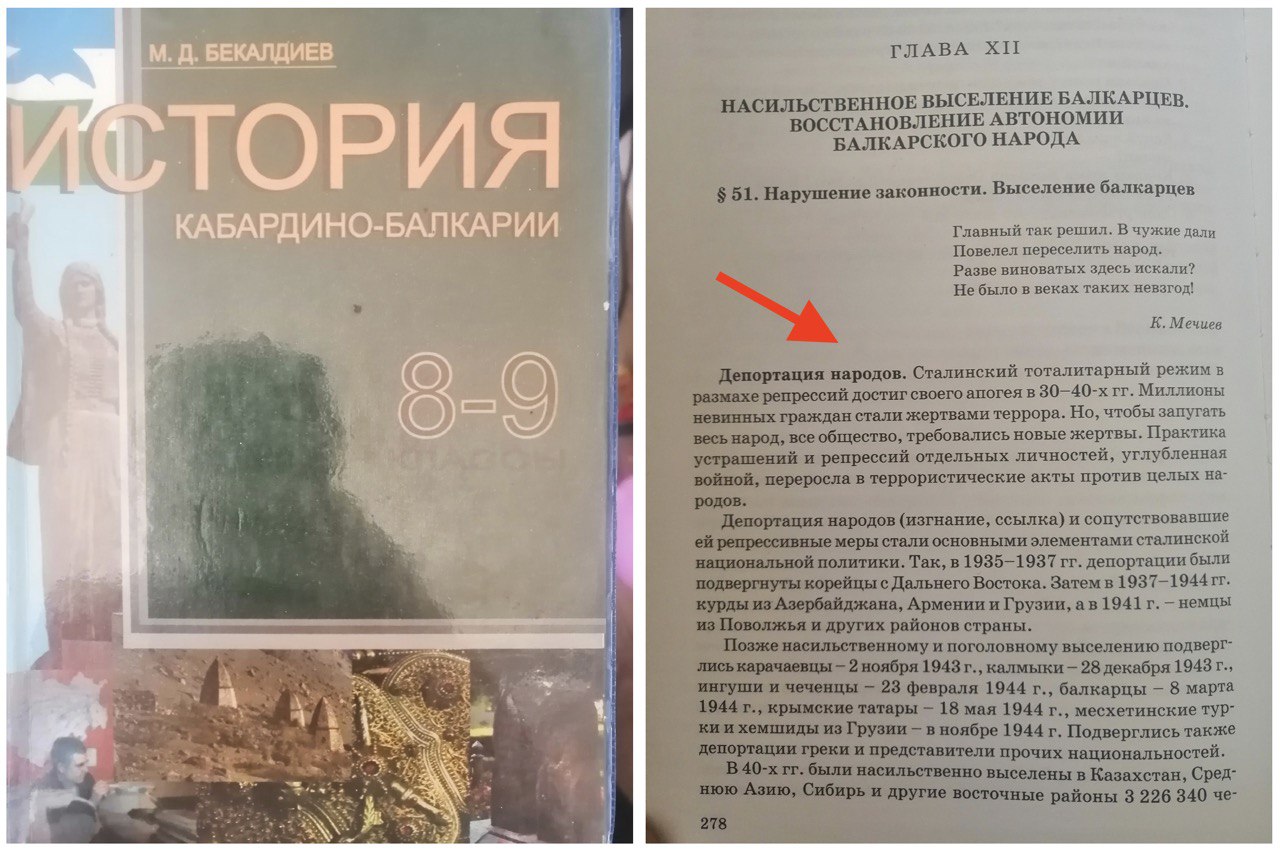 М. Д. БЕКАЛДИЕВ
ИСТОРИЯ
КАБАРДИНО-БАЛКАРИИ
8-9
ГЛАВА XII
НАСИЛЬСТВЕННОЕ ВЫСЕЛЕНИЕ БАЛКАРЦЕВ.
ВОССТАНОВЛЕНИЕ АВТОНОМИИ
БАЛКАРСКОГО НАРОДА
§ 51. Нарушение законности. Выселение балкарцев
Главный так решил. В чужие дали
Повелел переселить народ.
Разве виноватых здесь искали?
Не было в веках таких невзгод!
К. Мечиев
Депортация народов. Сталинский тоталитарный режим в
размахе репрессий достиг своего апогея в 30–40-х гг. Миллионы
невинных граждан стали жертвами террора. Но, чтобы запугать
весь народ, все общество, требовались новые жертвы. Практика
устрашений и репрессий отдельных личностей, углубленная
войной, переросла в террористические акты против целых на-
родов.
Депортация народов (изгнание, ссылка) и сопутствовавшие
ей репрессивные меры стали основными элементами сталинской
национальной политики. Так, в 1935–1937 гг. депортации были
подвергнуты корейцы с Дальнего Востока. Затем в 1937–1944 гг.
курды из Азербайджана, Армении и Грузии, а в 1941 г. – немцы
из Поволжья и других районов страны.
Позже насильственному и поголовному выселению подверг-
лись карачаевцы – 2 ноября 1943 г., калмыки – 28 декабря 1943 г.,
ингуши и чеченцы – 23 февраля 1944 г., балкарцы – 8 марта
1944 г., крымские татары – 18 мая 1944 г., месхетинские тур-
ки и хемшиды из Грузии – в ноябре 1944 г. Подверглись также
депортации греки и представители прочих национальностей.
В 40-х гг. были насильственно выселены в Казахстан, Сред-
нюю Азию, Сибирь и другие восточные районы 3 226 340 че-
278